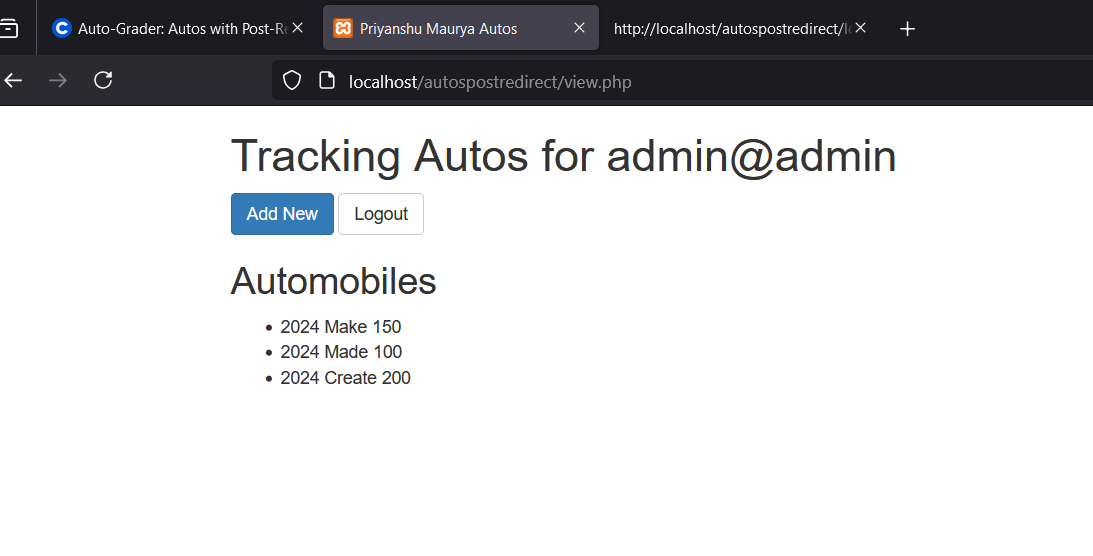 Auto-Grader: Autos with Post-Re
Priyanshu Maurya Autos
http://localhost/autospostredirect/lo
localhost/autospostredirect/view.php
Tracking Autos for admin@admin
Add New
Logout
Automobiles
2024 Make 150
2024 Made 100
2024 Create 200